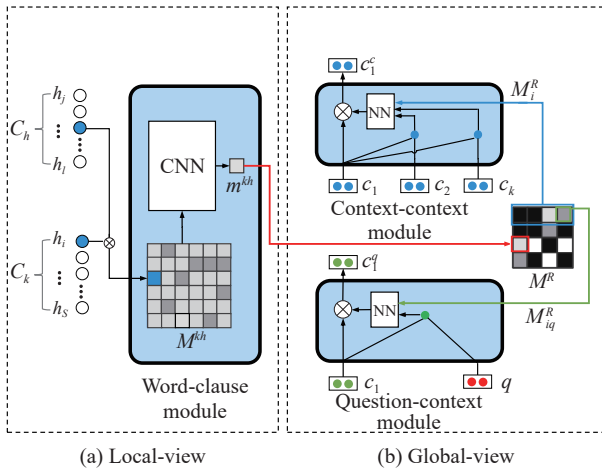 h_j
C_h
h_l
h_i
C_k
h_S
CNN
m^{kh}
M^{kh}
Word-clause
module
(a) Local-view
c_1^c
NN
M_i^R
c_1
c_2
c_k
Context-context
module
M^R
c_1^q
NN
M_{iq}^R
c_1
q
Question-context
module
(b) Global-view